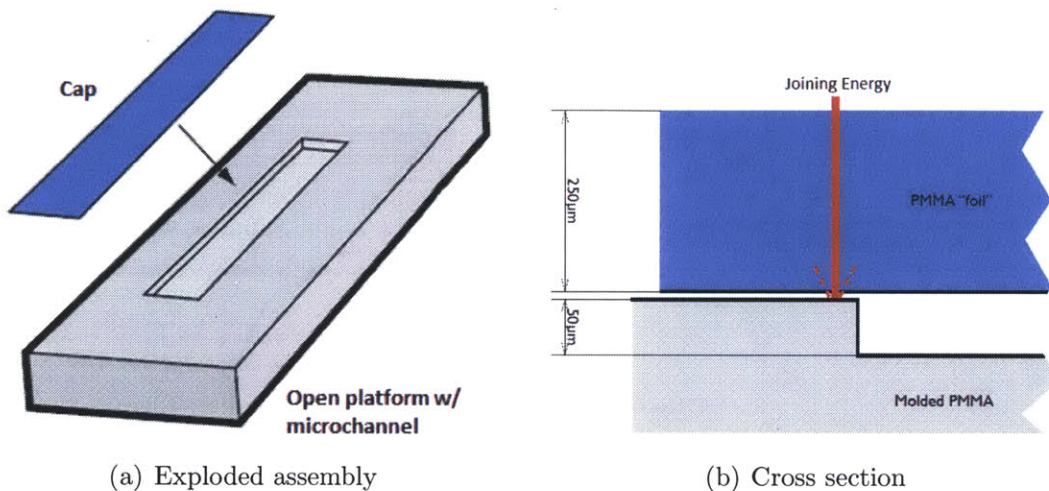 Cap
Open platform w/
microchannel
(a) Exploded assembly
Joining Energy
250µm
PMMA "foil"
50µm
Molded PMMA
(b) Cross section